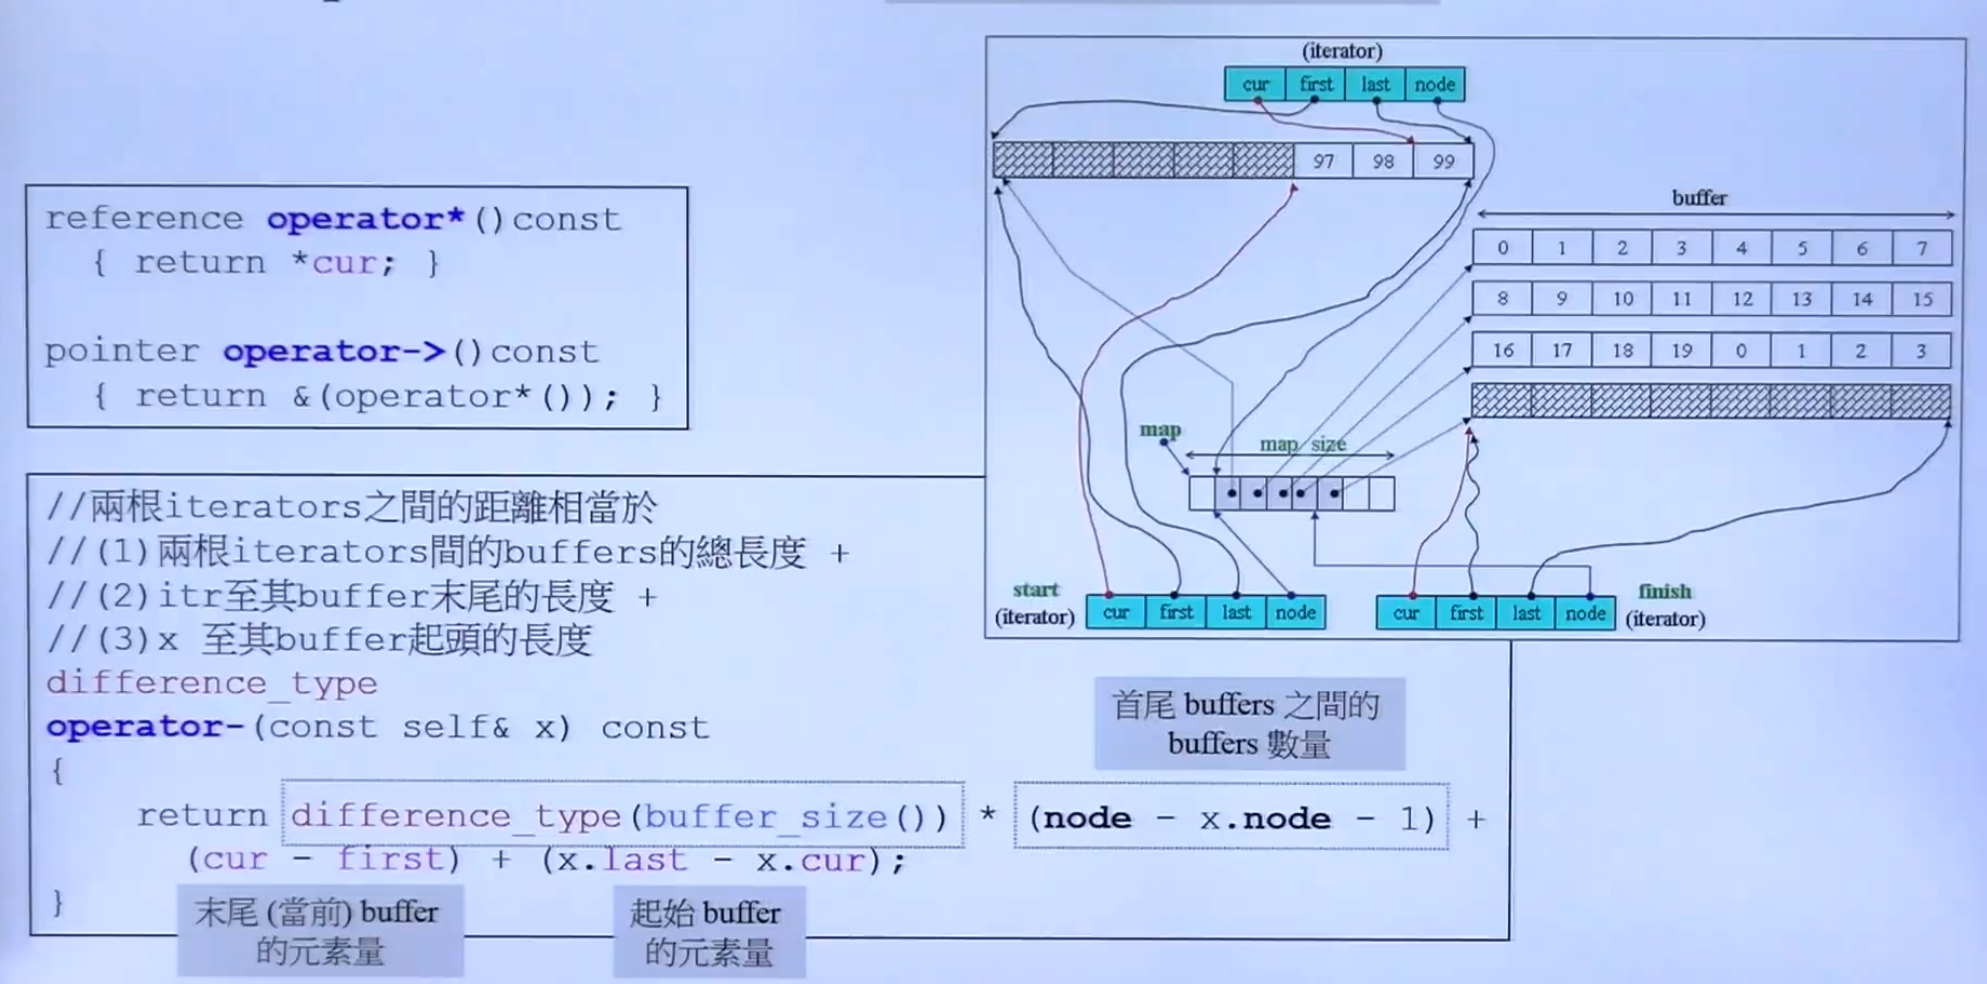 reference operator*()const
{ return *cur; }
pointer operator->()const
{ return &(operator*()); }
(iterator)
cur first last node
97 98 99
buffer
0 1 2 3 4 5 6 7
8 9 10 11 12 13 14 15
16 17 18 19 0 1 2 3
map
map_size
start
(iterator)
cur first last node
cur first last node
finish
(iterator)
//兩根iterators之間的距離相當於
//(1)兩根iterators間的buffers的總長度 +
//(2)itr至其buffer末尾的長度 +
//(3)x 至其buffer起頭的長度
difference_type
operator-(const self& x) const
{
return difference_type(buffer_size()) * (node - x.node - 1) +
(cur - first) + (x.last - x.cur);
}
首尾 buffers 之間的
buffers 數量
末尾 (當前) buffer
的元素量
起始 buffer
的元素量